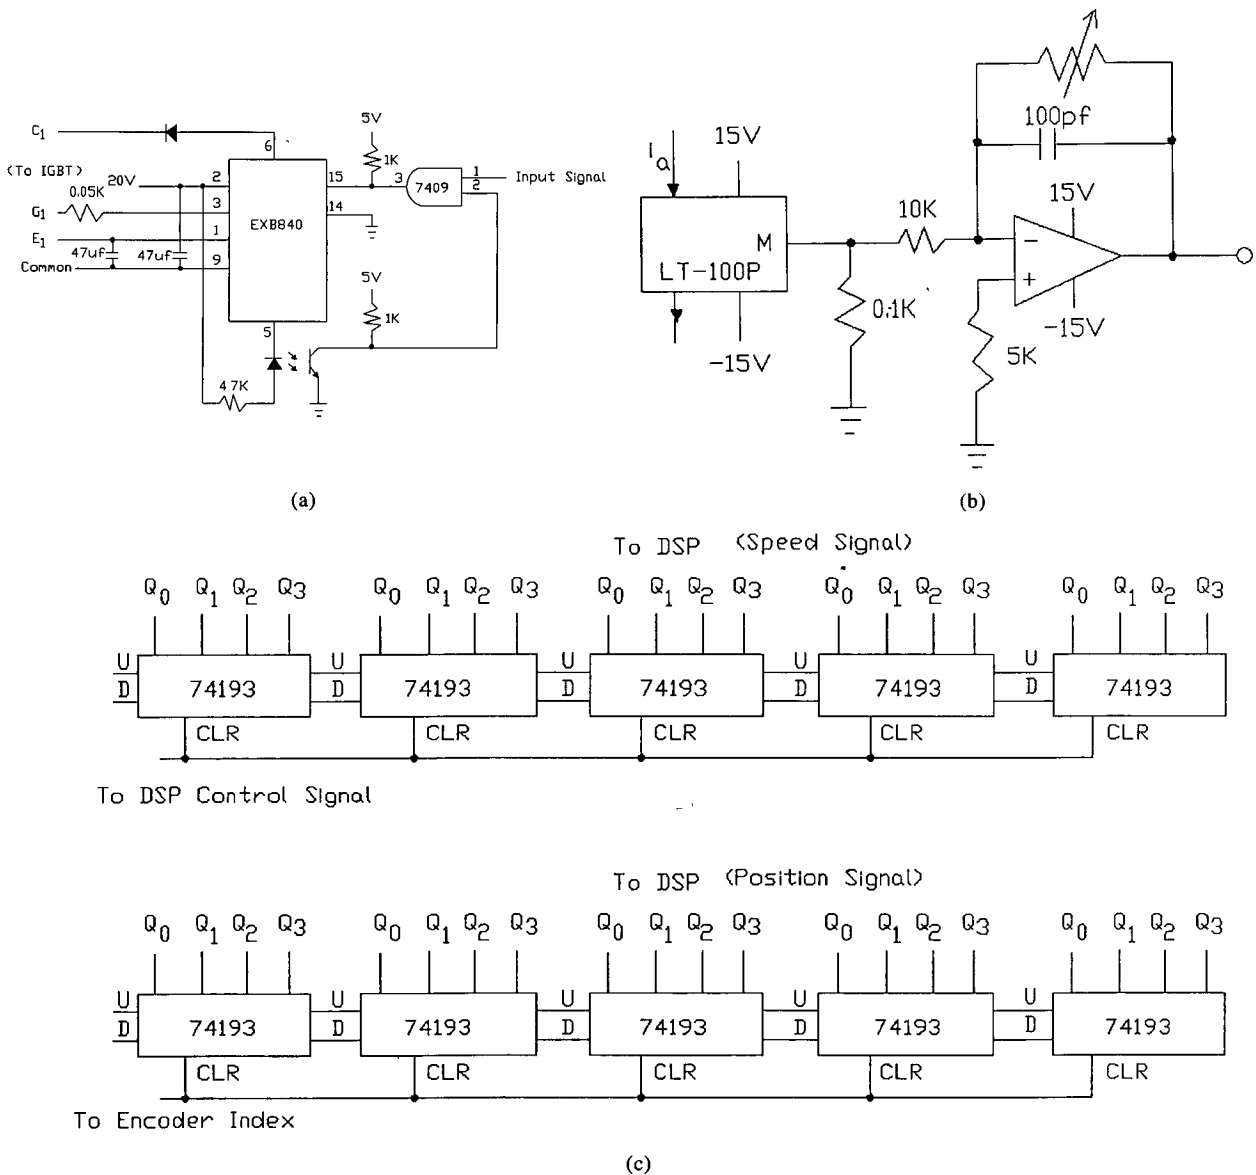 C1
(To IGBT)
0.05K
20V
G1
E1
47uf
47uf
Common
6
2
3
1
9
5
15
14
EXB840
5V
1K
3
7409
1
2
Input Signal
5V
1K
47K
(a)
ia
15V
M
LT-100P
-15V
0.1K
10K
100pf
15V
-
+
-15V
5K
(b)
To DSP (Speed Signal)
Q0 Q1 Q2 Q3 Q0 Q1 Q2 Q3 Q0 Q1 Q2 Q3 Q0 Q1 Q2 Q3 Q0 Q1 Q2 Q3
U U U U U
D D D D D
74193 74193 74193 74193 74193
CLR CLR CLR CLR CLR
To DSP Control Signal
To DSP (Position Signal)
Q0 Q1 Q2 Q3 Q0 Q1 Q2 Q3 Q0 Q1 Q2 Q3 Q0 Q1 Q2 Q3 Q0 Q1 Q2 Q3
U U U U U
D D D D D
74193 74193 74193 74193 74193
CLR CLR CLR CLR CLR
To Encoder Index
(c)